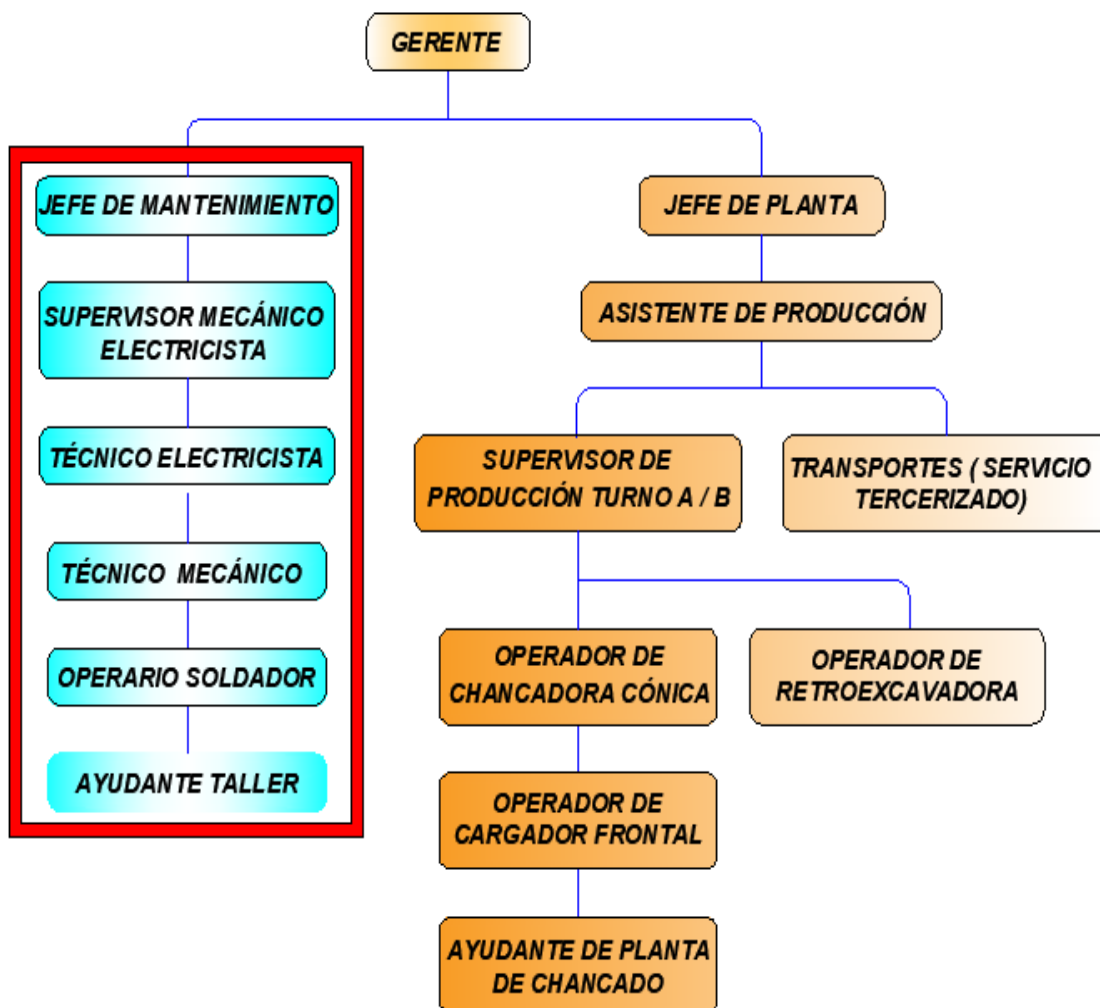 GERENTE
JEFE DE MANTENIMIENTO
SUPERVISOR MECÁNICO
ELECTRICISTA
TÉCNICO ELECTRICISTA
TÉCNICO MECÁNICO
OPERARIO SOLDADOR
AYUDANTE TALLER
JEFE DE PLANTA
ASISTENTE DE PRODUCCIÓN
SUPERVISOR DE
PRODUCCIÓN TURNO A / B
TRANSPORTES ( SERVICIO
TERCERIZADO)
OPERADOR DE
CHANCADORA CÓNICA
OPERADOR DE
RETROEXCAVADORA
OPERADOR DE
CARGADOR FRONTAL
AYUDANTE DE PLANTA
DE CHANCADO